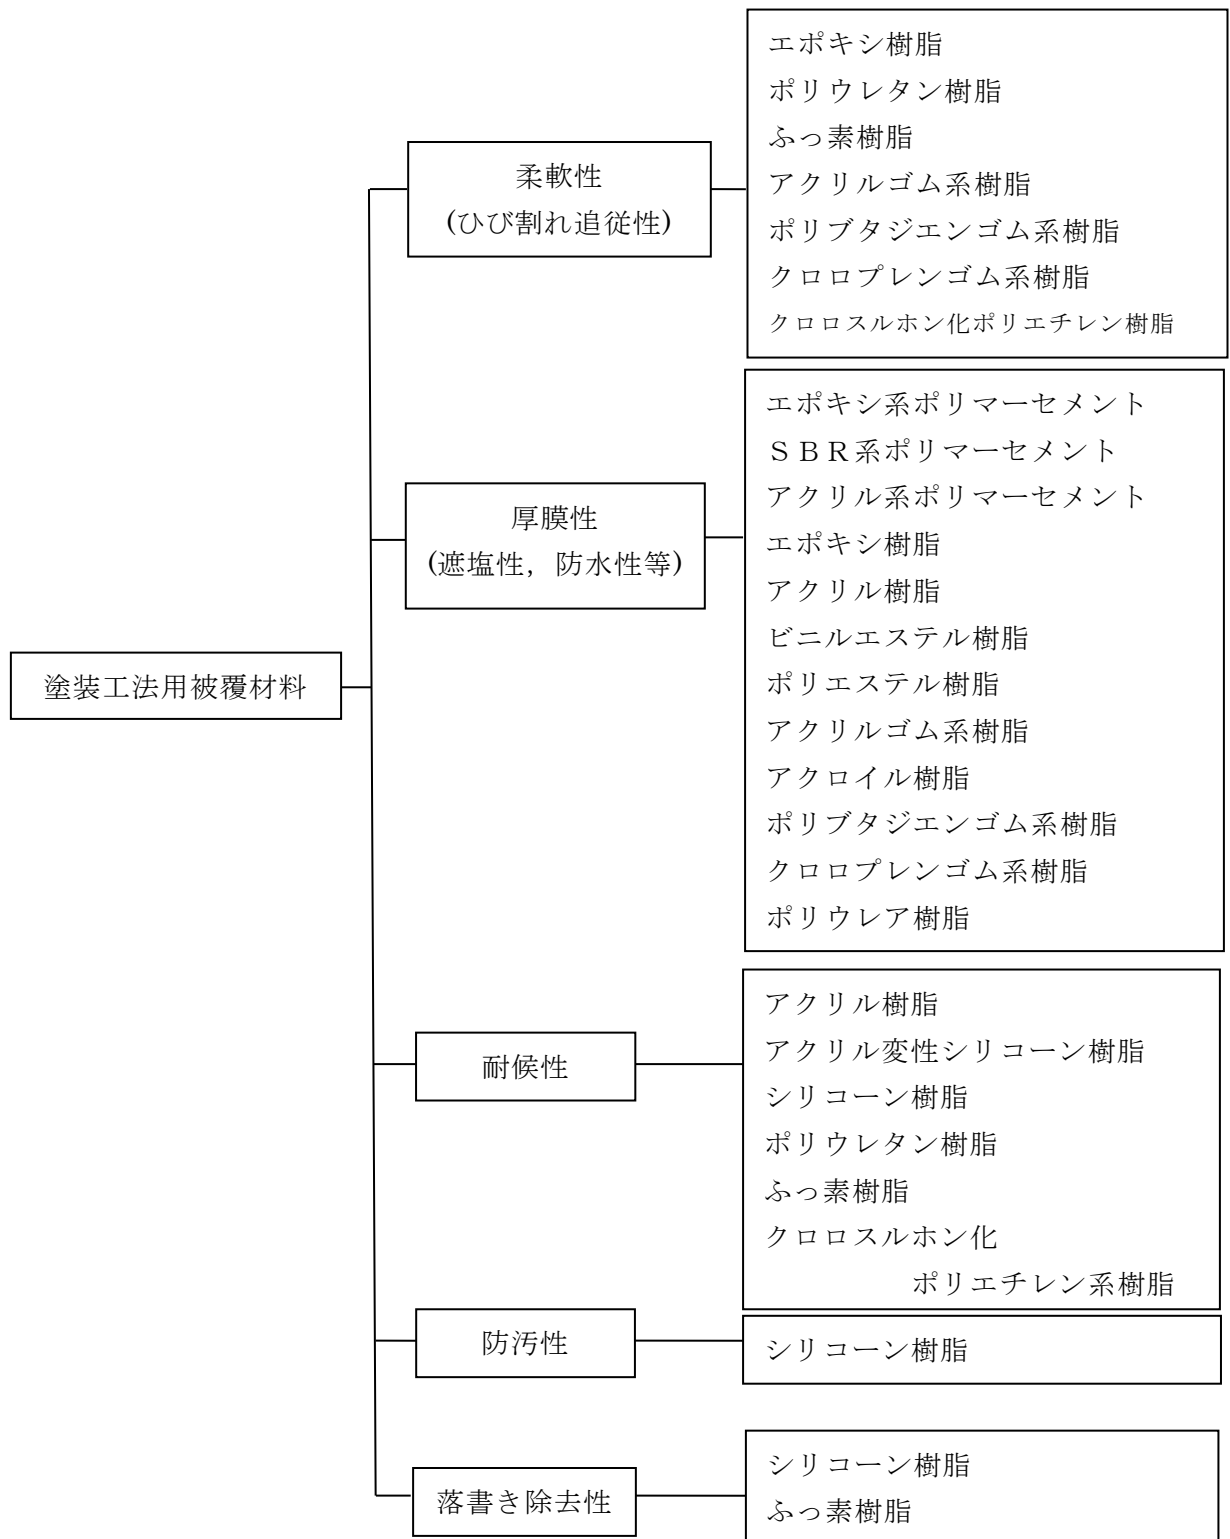 塗装工法用被覆材料
柔軟性
(ひび割れ追従性)
エポキシ樹脂
ポリウレタン樹脂
ふっ素樹脂
アクリルゴム系樹脂
ポリブタジエンゴム系樹脂
クロロプレンゴム系樹脂
クロロスルホン化ポリエチレン樹脂
厚膜性
(遮塩性，防水性等)
エポキシ系ポリマーセメント
ＳＢＲ系ポリマーセメント
アクリル系ポリマーセメント
エポキシ樹脂
アクリル樹脂
ビニルエステル樹脂
ポリエステル樹脂
アクリルゴム系樹脂
アクロイル樹脂
ポリブタジエンゴム系樹脂
クロロプレンゴム系樹脂
ポリウレア樹脂
耐候性
アクリル樹脂
アクリル変性シリコーン樹脂
シリコーン樹脂
ポリウレタン樹脂
ふっ素樹脂
クロロスルホン化
ポリエチレン系樹脂
防汚性
シリコーン樹脂
落書き除去性
シリコーン樹脂
ふっ素樹脂